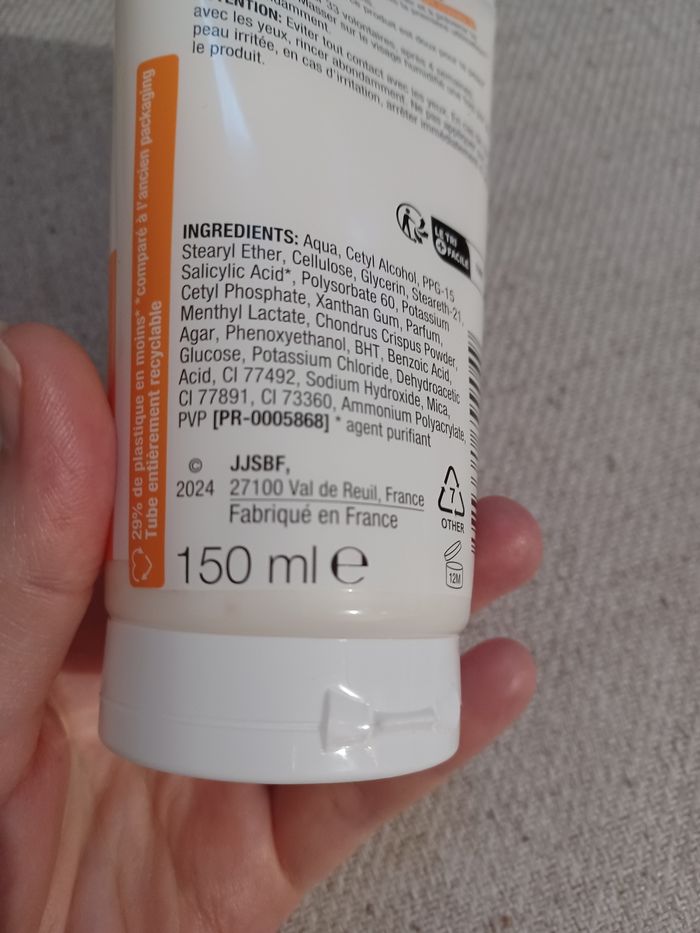 33 volontaires, après 4
ATTENTION: Eviter tout contact avec les yeux. En cas de
avec les yeux, rincer abondamment. Ne pas appliquer
peau irritée, en cas d'irritation, arrêter immédiatement
le produit.
INGREDIENTS: Aqua, Cetyl Alcohol, PPG-15
Stearyl Ether, Cellulose, Glycerin, Steareth-21,
Salicylic Acid*, Polysorbate 60, Potassium
Cetyl Phosphate, Xanthan Gum, Parfum,
Menthyl Lactate, Chondrus Crispus Powder,
Agar, Phenoxyethanol, BHT, Benzoic Acid,
Glucose, Potassium Chloride, Dehydroacetic
Acid, CI 77492, Sodium Hydroxide, Mica,
CI 77891, CI 73360, Ammonium Polyacrylate,
PVP [PR-0005868] * agent purifiant
LE TRI
+ FACILE
29% de plastique en moins* *comparé à l'ancien packaging
Tube entièrement recyclable
© JJSBF,
2024 27100 Val de Reuil, France
Fabriqué en France
7
OTHER
150 ml e
12M